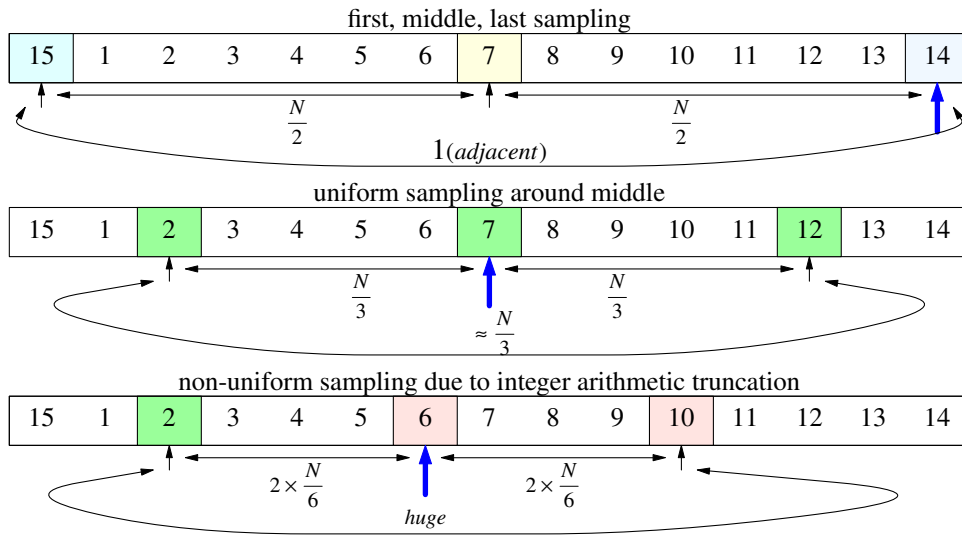 first, middle, last sampling
15 1 2 3 4 5 6 7 8 9 10 11 12 13 14
N/2 N/2
1(adjacent)
uniform sampling around middle
15 1 2 3 4 5 6 7 8 9 10 11 12 13 14
N/3 N/3
≈ N/3
non-uniform sampling due to integer arithmetic truncation
15 1 2 3 4 5 6 7 8 9 10 11 12 13 14
2 × N/6 2 × N/6
huge